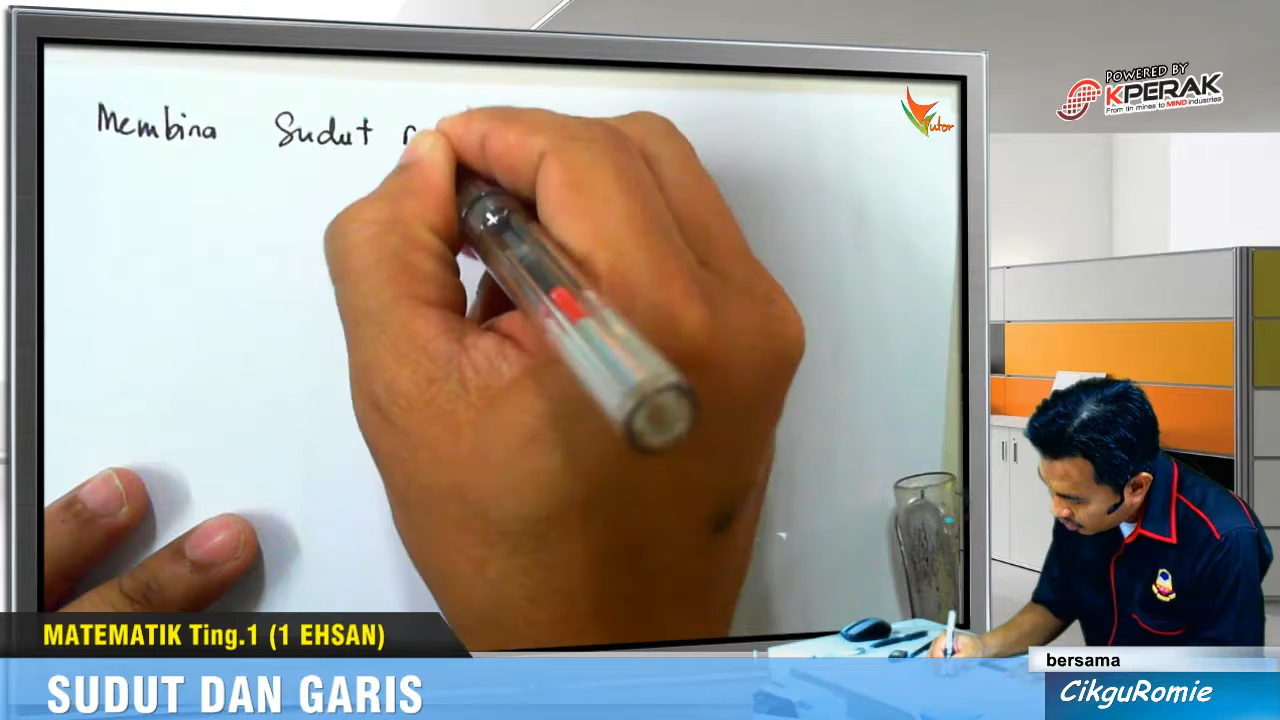 POWERED BY
KPERAK
From tin mines to MIND industries
Tutor
Membina Sudut
MATEMATIK Ting.1 (1 EHSAN)
SUDUT DAN GARIS
bersama
CikguRomie